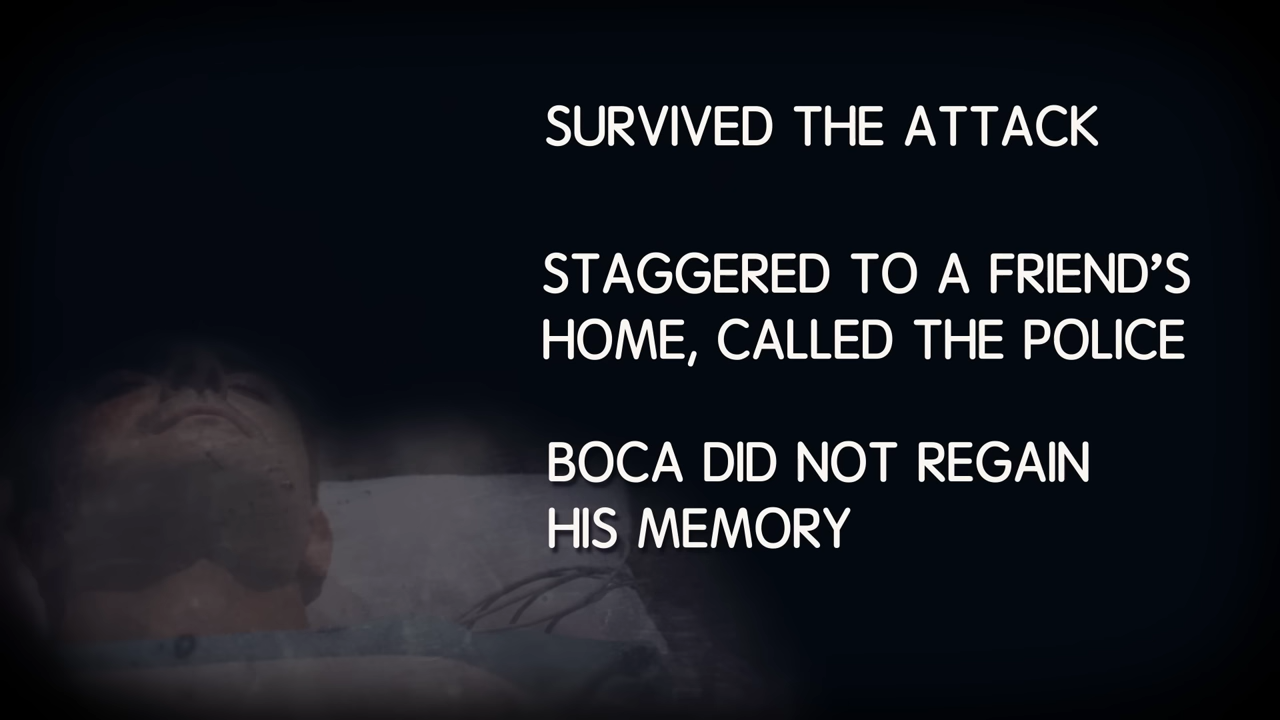 SURVIVED THE ATTACK
STAGGERED TO A FRIEND’S
HOME, CALLED THE POLICE
BOCA DID NOT REGAIN
HIS MEMORY